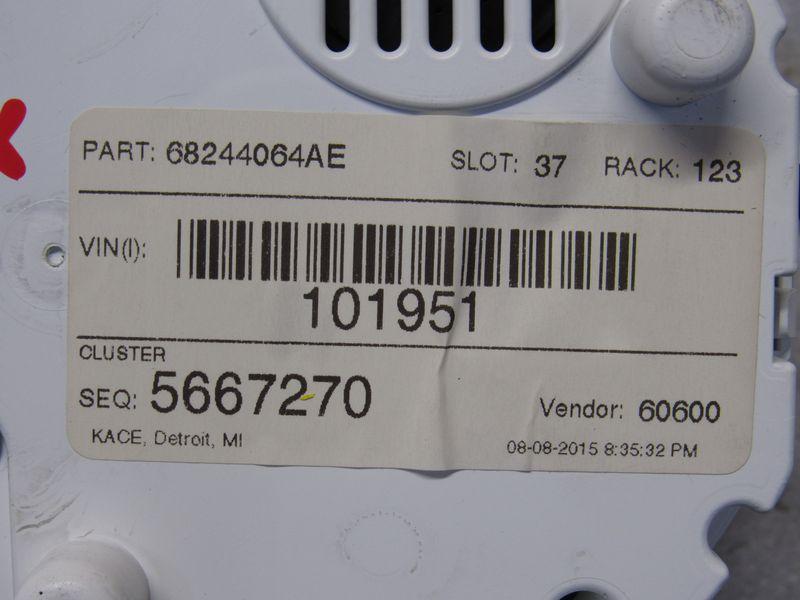 PART: 68244064AE SLOT: 37 RACK: 123
VIN(I):
101951
CLUSTER
SEQ: 5667270 Vendor: 60600
KACE, Detroit, MI 08-08-2015 8:35:32 PM